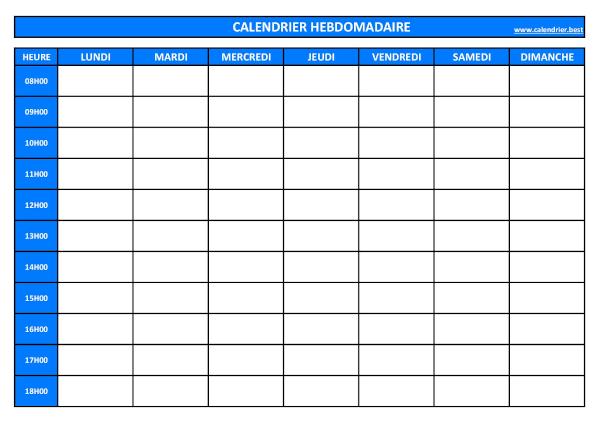 CALENDRIER HEBDOMADAIRE www.calendrier.best
HEURE LUNDI MARDI MERCREDI JEUDI VENDREDI SAMEDI DIMANCHE
08H00
09H00
10H00
11H00
12H00
13H00
14H00
15H00
16H00
17H00
18H00